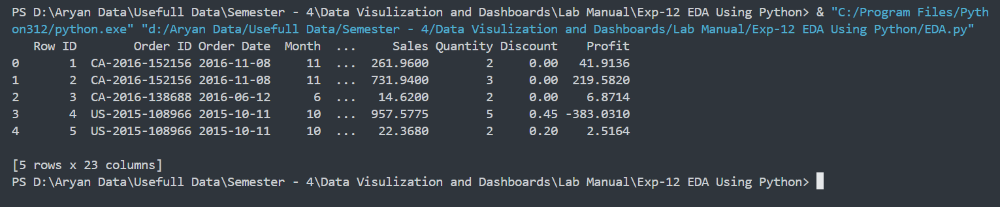 PS D:\Aryan Data\Usefull Data\Semester - 4\Data Visulization and Dashboards\Lab Manual\Exp-12 EDA Using Python> & "C:/Program Files/Pyth
on312/python.exe" "d:/Aryan Data/Usefull Data/Semester - 4/Data Visulization and Dashboards/Lab Manual/Exp-12 EDA Using Python/EDA.py"
   Row ID        Order ID Order Date  Month  ...     Sales Quantity Discount    Profit
0       1  CA-2016-152156 2016-11-08     11  ...  261.9600        2     0.00   41.9136
1       2  CA-2016-152156 2016-11-08     11  ...  731.9400        3     0.00  219.5820
2       3  CA-2016-138688 2016-06-12      6  ...   14.6200        2     0.00    6.8714
3       4  US-2015-108966 2015-10-11     10  ...  957.5775        5     0.45 -383.0310
4       5  US-2015-108966 2015-10-11     10  ...   22.3680        2     0.20    2.5164
[5 rows x 23 columns]
PS D:\Aryan Data\Usefull Data\Semester - 4\Data Visulization and Dashboards\Lab Manual\Exp-12 EDA Using Python>